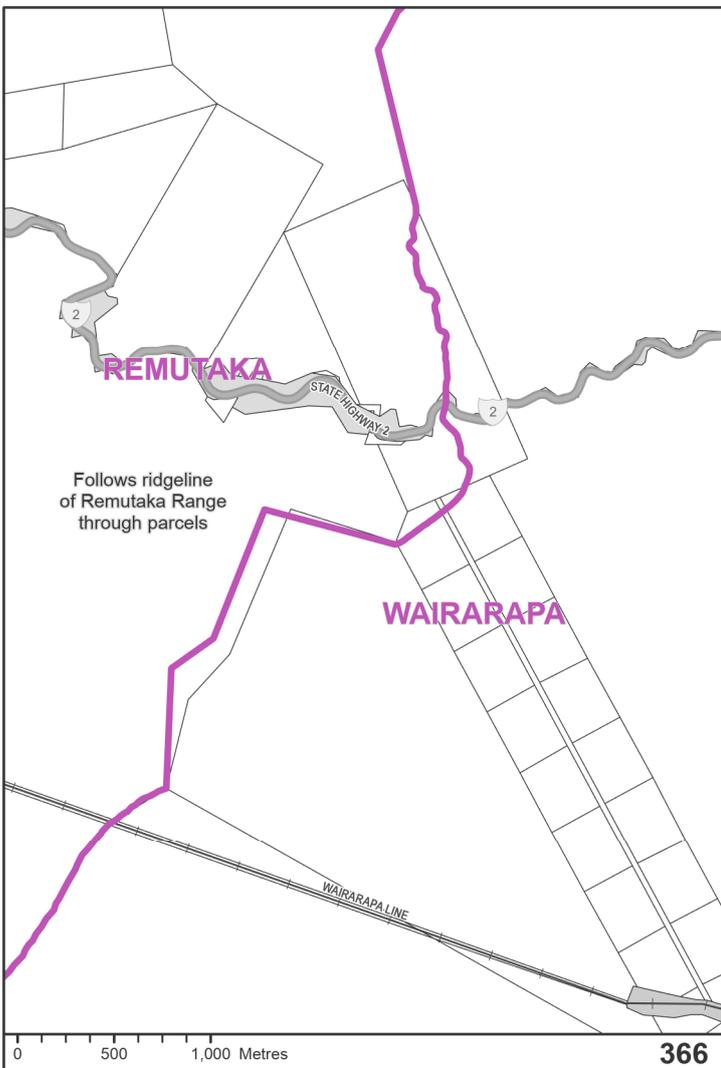 2
REMUTAKA
STATE HIGHWAY 2
2
Follows ridgeline
of Remutaka Range
through parcels
WAIRARAPA
WAIRARAPA LINE
0 500 1,000 Metres
366